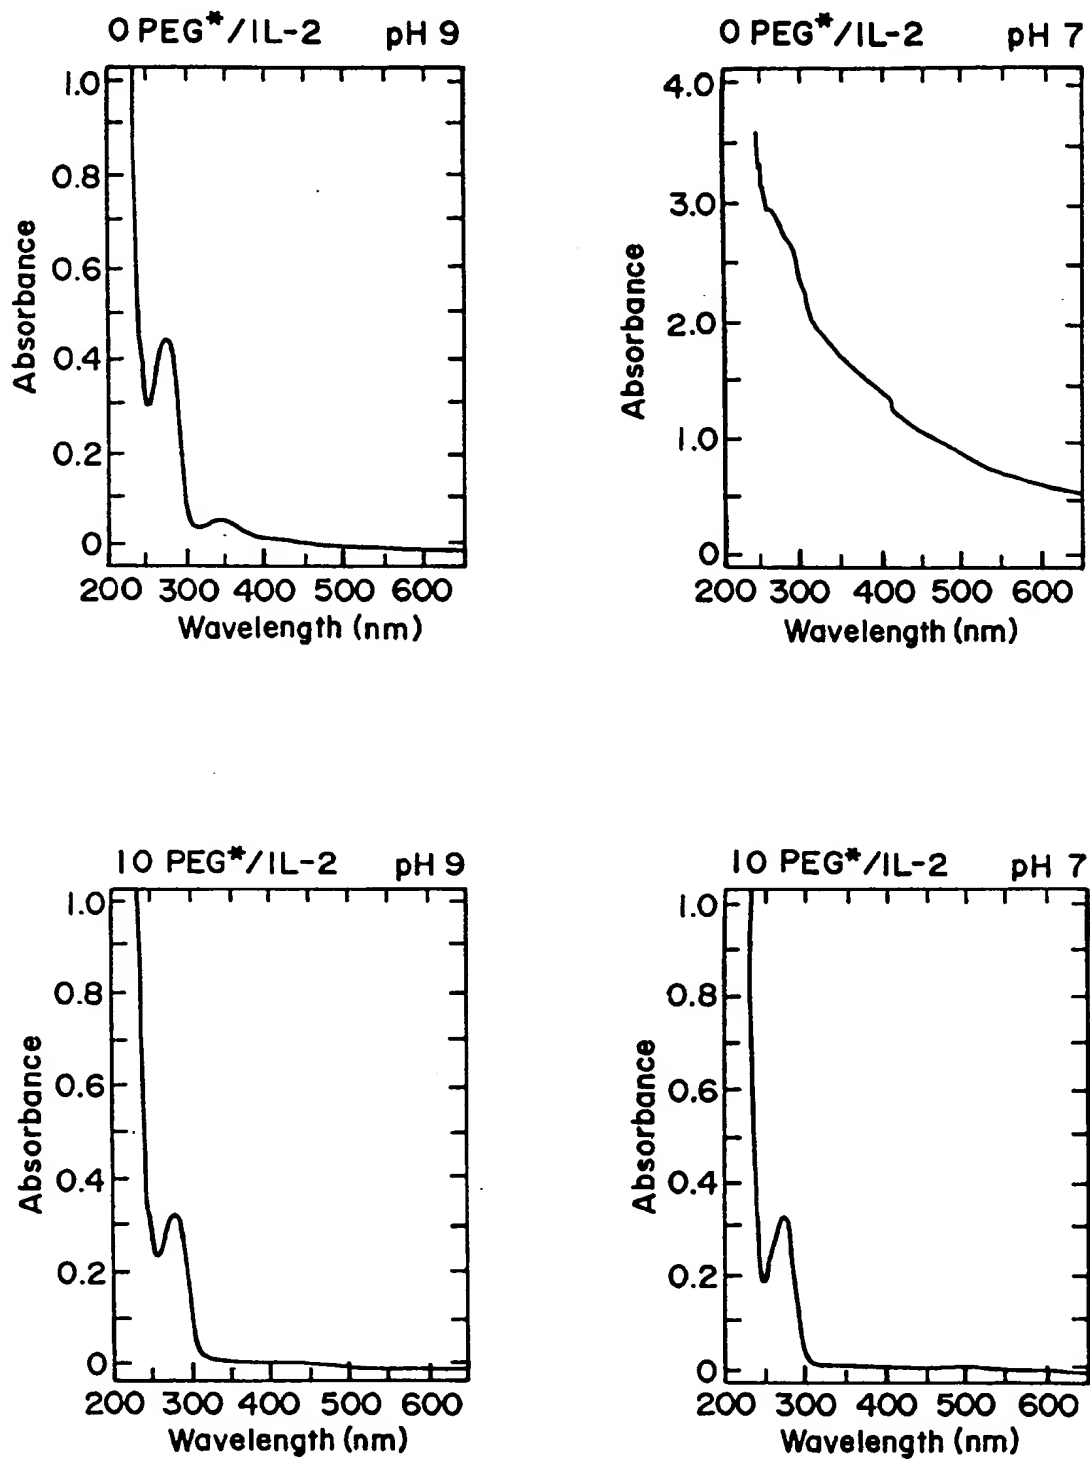 0 PEG*/IL-2 pH 9
1.0
0.8
0.6
0.4
0.2
0
Absorbance
200 300 400 500 600
Wavelength (nm)
0 PEG*/IL-2 pH 7
4.0
3.0
2.0
1.0
0
Absorbance
200 300 400 500 600
Wavelength (nm)
10 PEG*/IL-2 pH 9
1.0
0.8
0.6
0.4
0.2
0
Absorbance
200 300 400 500 600
Wavelength (nm)
10 PEG*/IL-2 pH 7
1.0
0.8
0.6
0.4
0.2
0
Absorbance
200 300 400 500 600
Wavelength (nm)